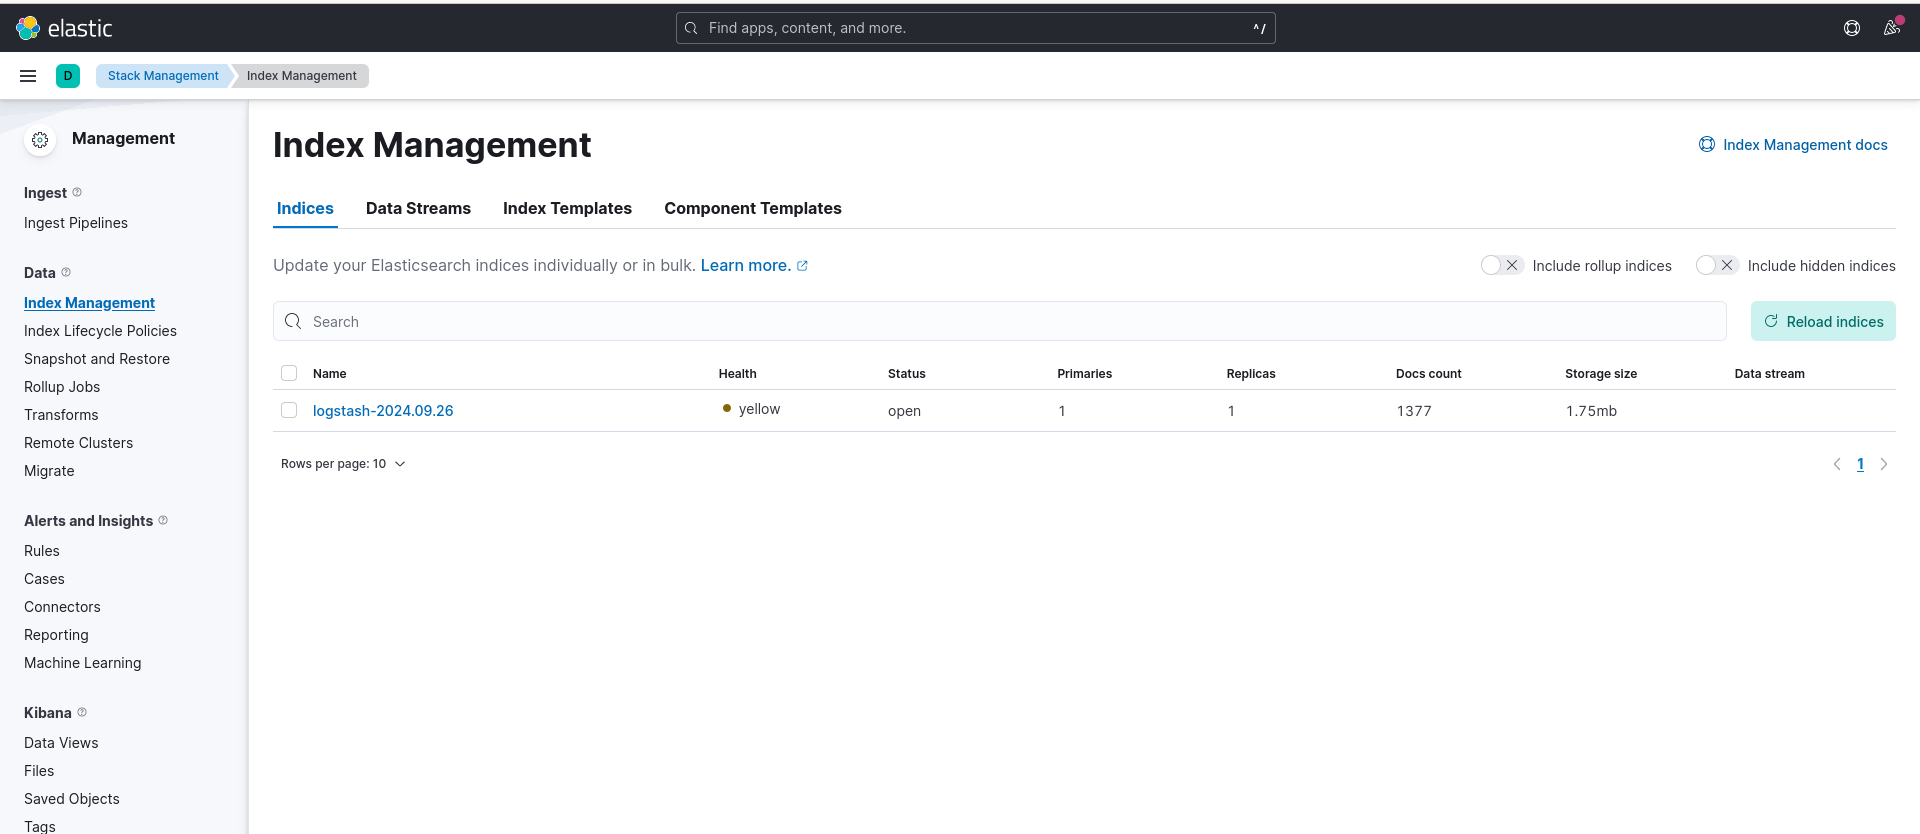 elastic
Find apps, content, and more.
^/
D
Stack Management
Index Management
Management
Ingest
Ingest Pipelines
Data
Index Management
Index Lifecycle Policies
Snapshot and Restore
Rollup Jobs
Transforms
Remote Clusters
Migrate
Alerts and Insights
Rules
Cases
Connectors
Reporting
Machine Learning
Kibana
Data Views
Files
Saved Objects
Tags
Index Management
Index Management docs
Indices Data Streams Index Templates Component Templates
Update your Elasticsearch indices individually or in bulk. Learn more.
Include rollup indices Include hidden indices
Search
Reload indices
Name Health Status Primaries Replicas Docs count Storage size Data stream
logstash-2024.09.26 yellow open 1 1 1377 1.75mb
Rows per page: 10
1